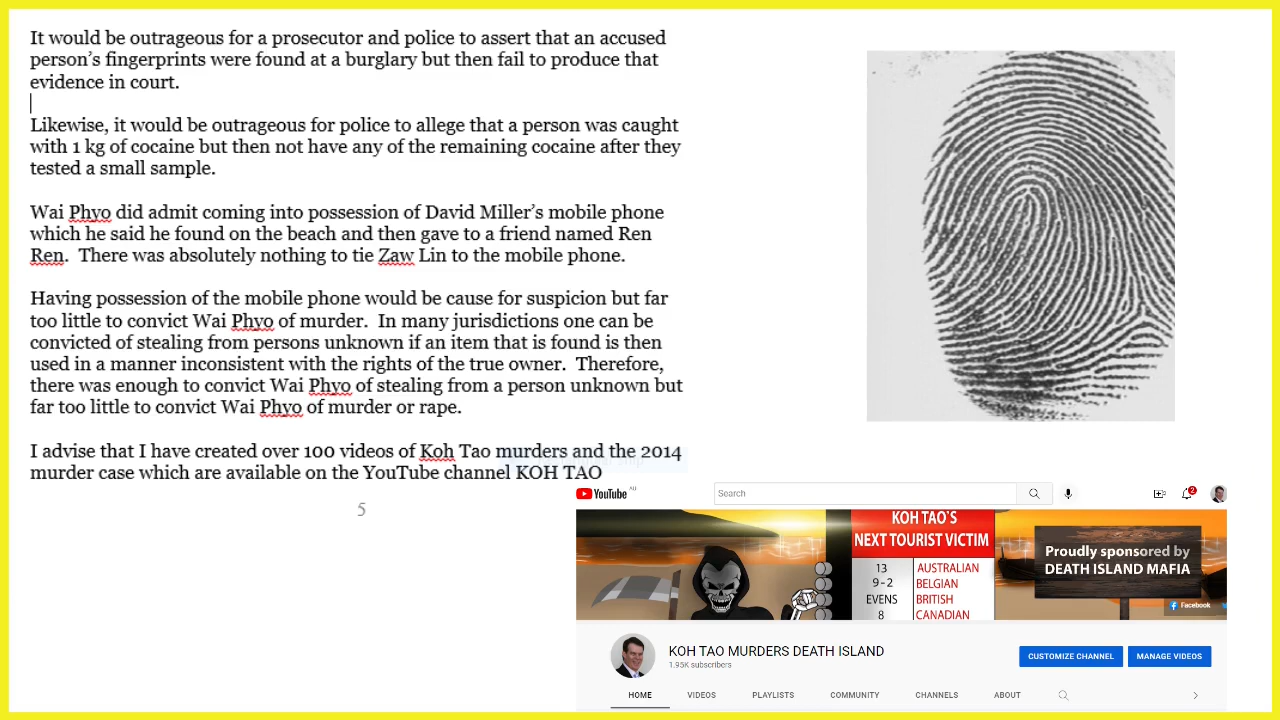 It would be outrageous for a prosecutor and police to assert that an accused
person’s fingerprints were found at a burglary but then fail to produce that
evidence in court.
Likewise, it would be outrageous for police to allege that a person was caught
with 1 kg of cocaine but then not have any of the remaining cocaine after they
tested a small sample.
Wai Phyo did admit coming into possession of David Miller’s mobile phone
which he said he found on the beach and then gave to a friend named Ren
Ren.  There was absolutely nothing to tie Zaw Lin to the mobile phone.
Having possession of the mobile phone would be cause for suspicion but far
too little to convict Wai Phyo of murder.  In many jurisdictions one can be
convicted of stealing from persons unknown if an item that is found is then
used in a manner inconsistent with the rights of the true owner.  Therefore,
there was enough to convict Wai Phyo of stealing from a person unknown but
far too little to convict Wai Phyo of murder or rape.
I advise that I have created over 100 videos of Koh Tao murders and the 2014
murder case which are available on the YouTube channel KOH TAO
5
YouTube AU
Search
2
KOH TAO'S
NEXT TOURIST VICTIM
13 AUSTRALIAN
9-2 BELGIAN
EVENS BRITISH
8 CANADIAN
Proudly sponsored by
DEATH ISLAND MAFIA
Facebook
KOH TAO MURDERS DEATH ISLAND
1.95K subscribers
CUSTOMIZE CHANNEL MANAGE VIDEOS
HOME VIDEOS PLAYLISTS COMMUNITY CHANNELS ABOUT